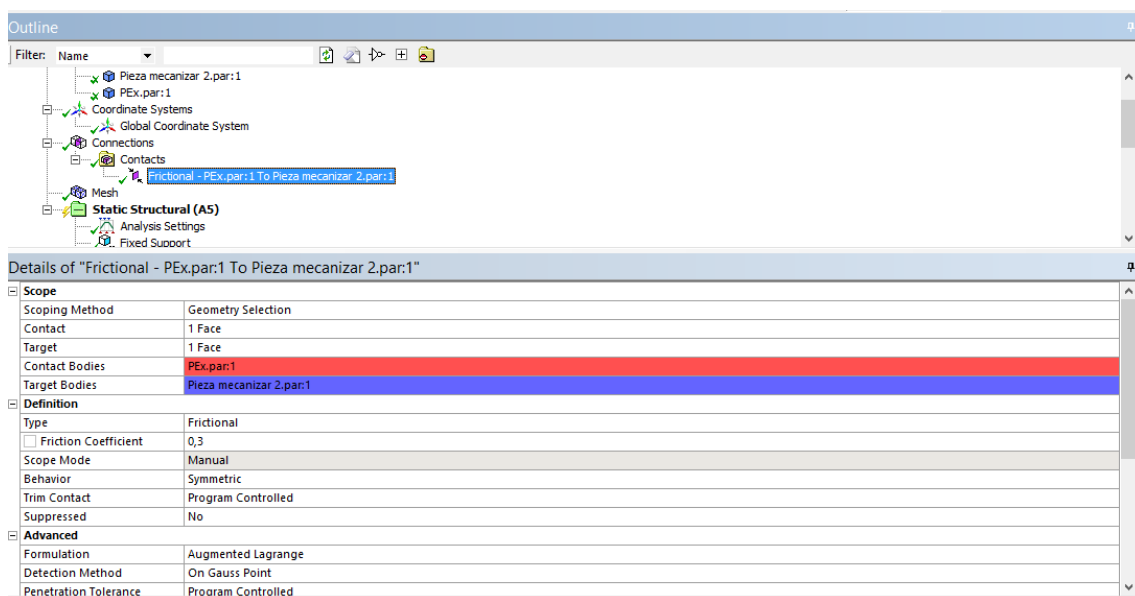 Outline
Filter: Name
Pieza mecanizar 2.par:1
PEx.par:1
Coordinate Systems
Global Coordinate System
Connections
Contacts
Frictional - PEx.par:1 To Pieza mecanizar 2.par:1
Mesh
Static Structural (A5)
Analysis Settings
Fixed Support
Details of "Frictional - PEx.par:1 To Pieza mecanizar 2.par:1"
Scope
Scoping Method Geometry Selection
Contact 1 Face
Target 1 Face
Contact Bodies PEx.par:1
Target Bodies Pieza mecanizar 2.par:1
Definition
Type Frictional
Friction Coefficient 0,3
Scope Mode Manual
Behavior Symmetric
Trim Contact Program Controlled
Suppressed No
Advanced
Formulation Augmented Lagrange
Detection Method On Gauss Point
Penetration Tolerance Program Controlled